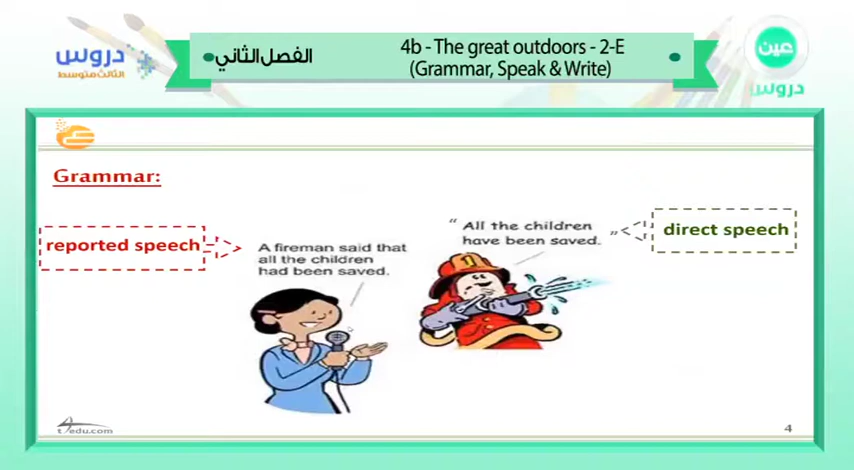 دروس
الثالث متوسط
الفصل الثاني
4b - The great outdoors - 2-E
(Grammar, Speak & Write)
عين
دروس
Grammar:
reported speech
A fireman said that
all the children
had been saved.
" All the children
have been saved. "
direct speech
t4edu.com
4